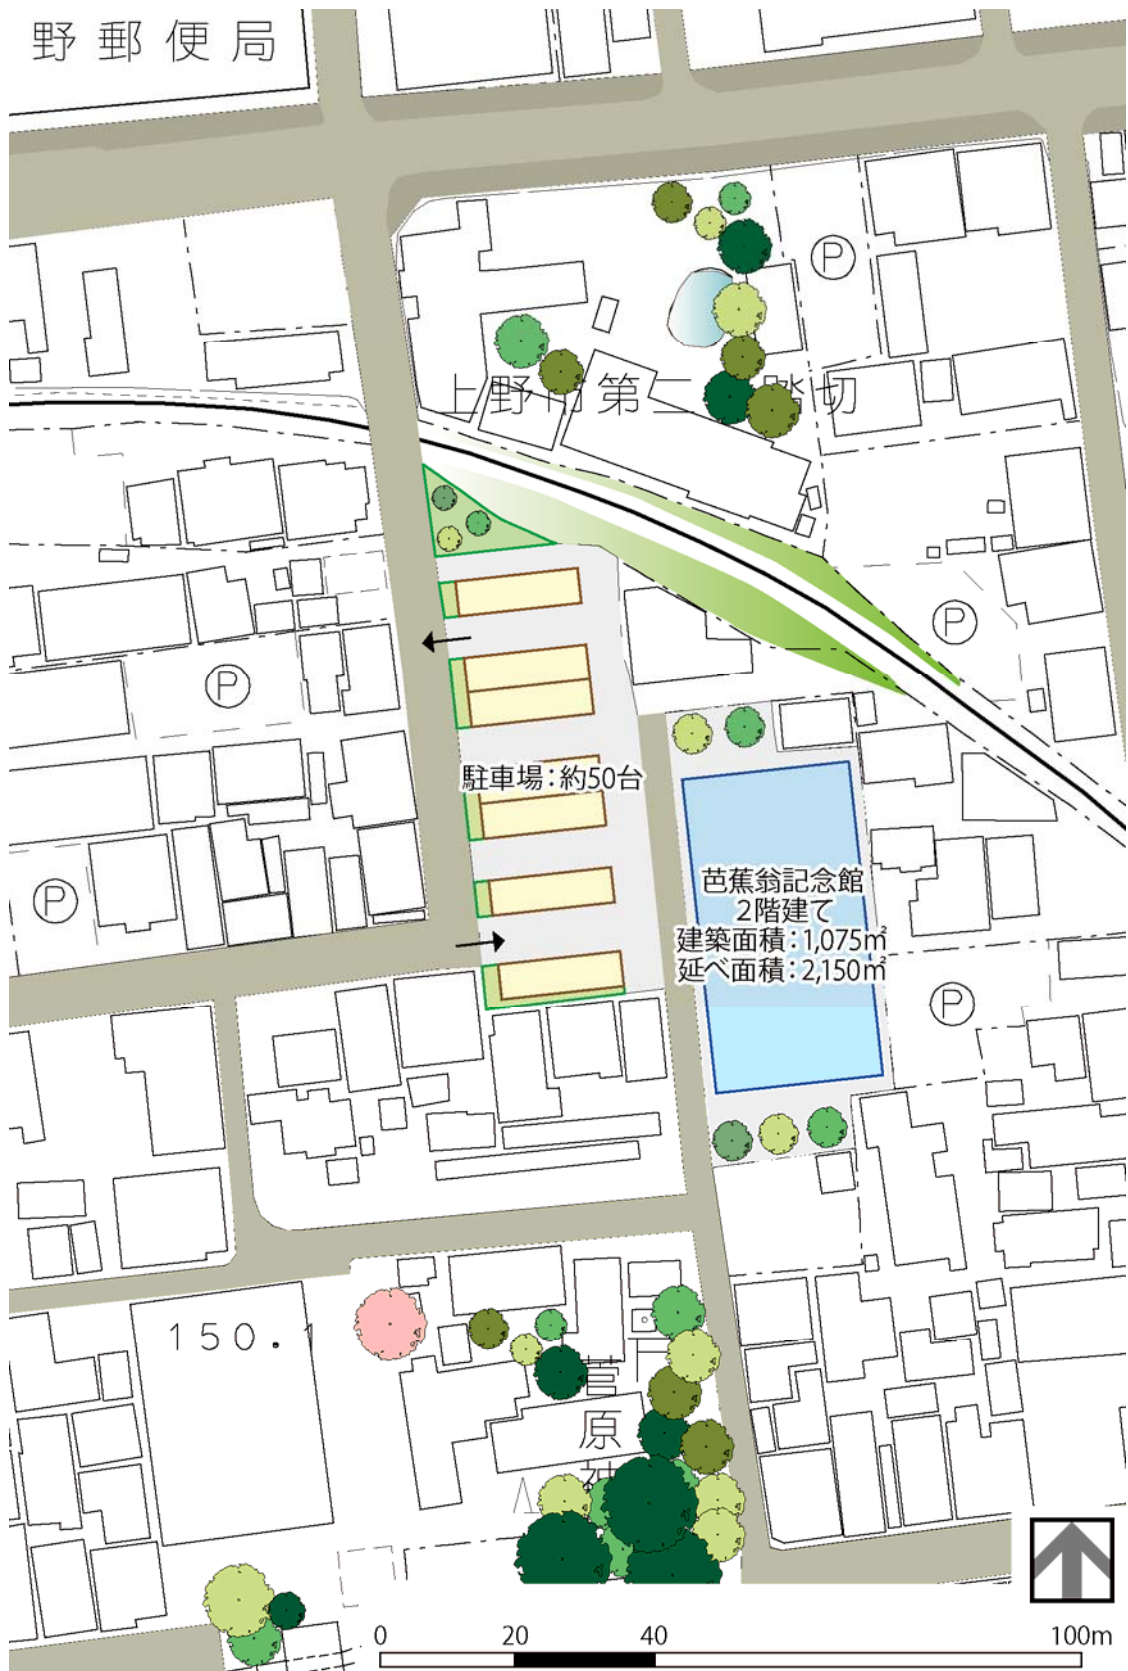 野郵便局
P
上野市第二 踏切
P
P
駐車場：約50台
P
芭蕉翁記念館
2階建て
建築面積：1,075㎡
延べ面積：2,150㎡
P
150.1
菅原神
0 20 40 100m